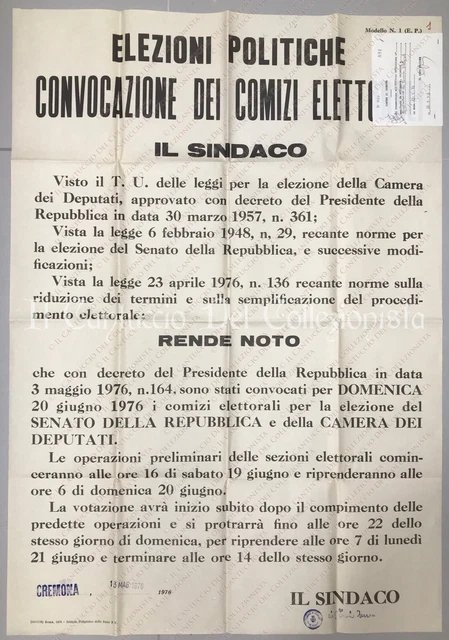 Modello N. 1 (E. P.)
1
ELEZIONI POLITICHE
CONVOCAZIONE DEI COMIZI ELETTO
IL SINDACO
Visto il T. U. delle leggi per la elezione della Camera
dei Deputati, approvato con decreto del Presidente della
Repubblica in data 30 marzo 1957, n. 361;
Vista la legge 6 febbraio 1948, n. 29, recante norme per
la elezione del Senato della Repubblica, e successive modi-
ficazioni;
Vista la legge 23 aprile 1976, n. 136 recante norme sulla
riduzione dei termini e sulla semplificazione del procedi-
mento elettorale:
Il Cantuccio Del Collezionista
RENDE NOTO
che con decreto del Presidente della Repubblica in data
3 maggio 1976, n.164, sono stati convocati per DOMENICA
20 giugno 1976 i comizi elettorali per la elezione del
SENATO DELLA REPUBBLICA e della CAMERA DEI
DEPUTATI.
Le operazioni preliminari delle sezioni elettorali comin-
ceranno alle ore 16 di sabato 19 giugno e riprenderanno alle
ore 6 di domenica 20 giugno.
La votazione avrà inizio subito dopo il compimento delle
predette operazioni e si protrarrà fino alle ore 22 dello
stesso giorno di domenica, per riprendere alle ore 7 di lunedì
21 giugno e terminare alle ore 14 dello stesso giorno.
CREMONA, 1976
IL SINDACO